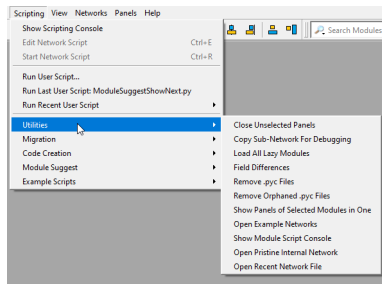 Scripting View Networks Panels Help
Show Scripting Console
Edit Network Script Ctrl+E
Start Network Script Ctrl+R
Search Modules
Run User Script...
Run Last User Script: ModuleSuggestShowNext.py
Run Recent User Script
Utilities
Migration
Code Creation
Module Suggest
Example Scripts
Close Unselected Panels
Copy Sub-Network For Debugging
Load All Lazy Modules
Field Differences
Remove .pyc Files
Remove Orphaned .pyc Files
Show Panels of Selected Modules in One
Open Example Networks
Show Module Script Console
Open Pristine Internal Network
Open Recent Network File